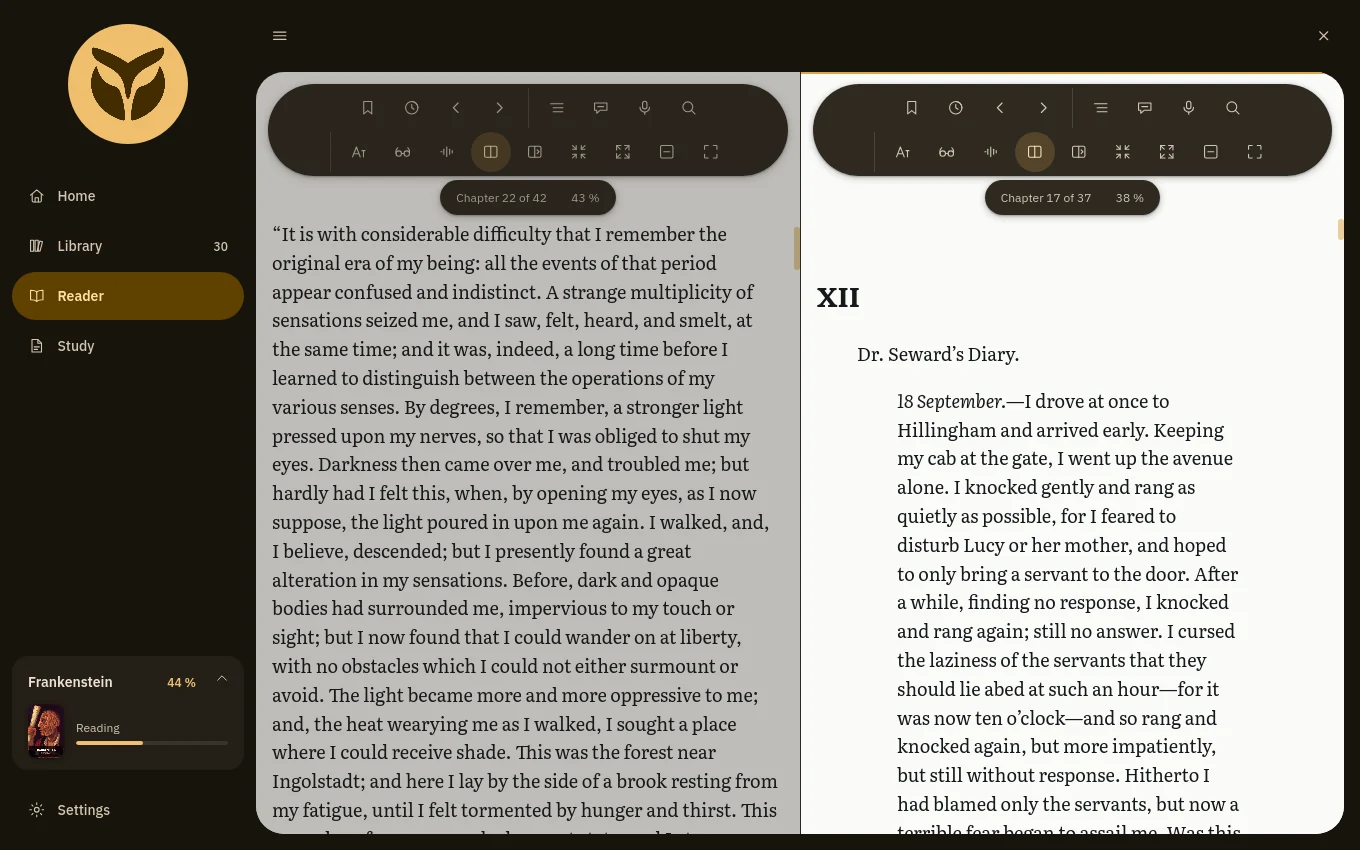 Home
Library 30
Reader
Study
Frankenstein 44 %
Reading
Settings
Chapter 22 of 42 43 %
“It is with considerable difficulty that I remember the
original era of my being: all the events of that period
appear confused and indistinct. A strange multiplicity of
sensations seized me, and I saw, felt, heard, and smelt, at
the same time; and it was, indeed, a long time before I
learned to distinguish between the operations of my
various senses. By degrees, I remember, a stronger light
pressed upon my nerves, so that I was obliged to shut my
eyes. Darkness then came over me, and troubled me; but
hardly had I felt this, when, by opening my eyes, as I now
suppose, the light poured in upon me again. I walked, and,
I believe, descended; but I presently found a great
alteration in my sensations. Before, dark and opaque
bodies had surrounded me, impervious to my touch or
sight; but I now found that I could wander on at liberty,
with no obstacles which I could not either surmount or
avoid. The light became more and more oppressive to me;
and, the heat wearying me as I walked, I sought a place
where I could receive shade. This was the forest near
Ingolstadt; and here I lay by the side of a brook resting from
my fatigue, until I felt tormented by hunger and thirst. This
Chapter 17 of 37 38 %
XII
Dr. Seward’s Diary.
18 September.—I drove at once to
Hillingham and arrived early. Keeping
my cab at the gate, I went up the avenue
alone. I knocked gently and rang as
quietly as possible, for I feared to
disturb Lucy or her mother, and hoped
to only bring a servant to the door. After
a while, finding no response, I knocked
and rang again; still no answer. I cursed
the laziness of the servants that they
should lie abed at such an hour—for it
was now ten o’clock—and so rang and
knocked again, but more impatiently,
but still without response. Hitherto I
had blamed only the servants, but now a
terrible fear began to assail me. Was this